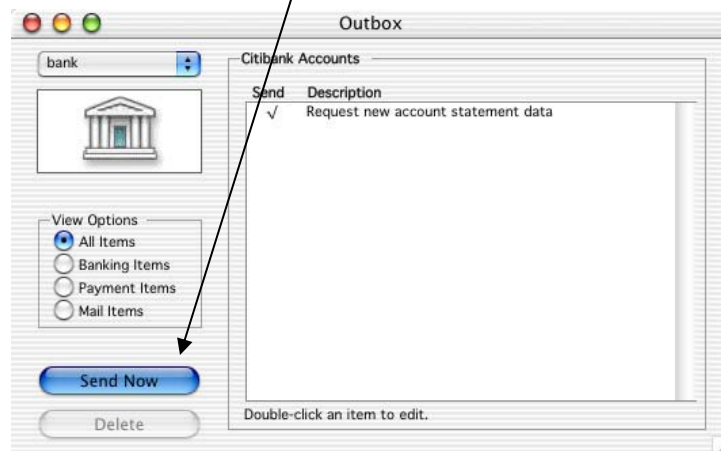 Outbox
bank
Citibank Accounts
Send Description
√ Request new account statement data
View Options
All Items
Banking Items
Payment Items
Mail Items
Send Now
Delete
Double-click an item to edit.